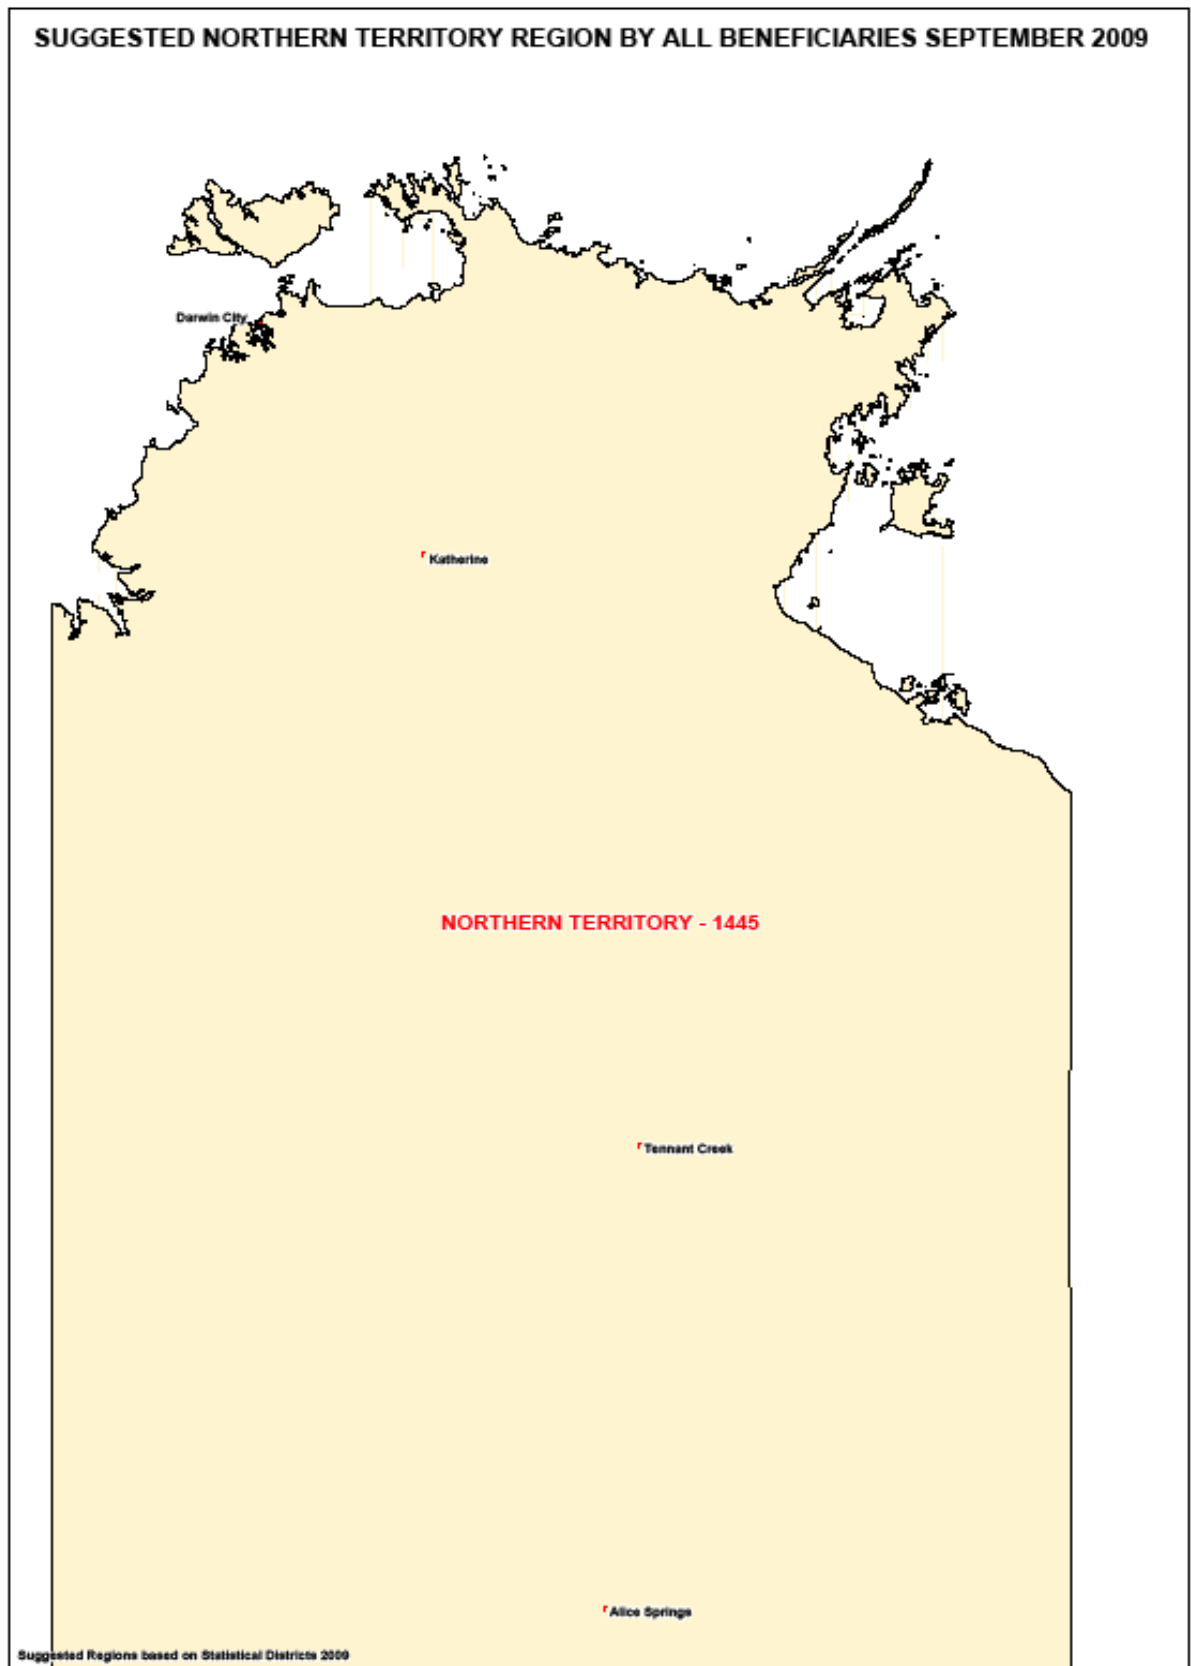 SUGGESTED NORTHERN TERRITORY REGION BY ALL BENEFICIARIES SEPTEMBER 2009
Darwin City
Katherine
NORTHERN TERRITORY - 1445
Tennant Creek
Alice Springs
Suggested Regions based on Statistical Districts 2009